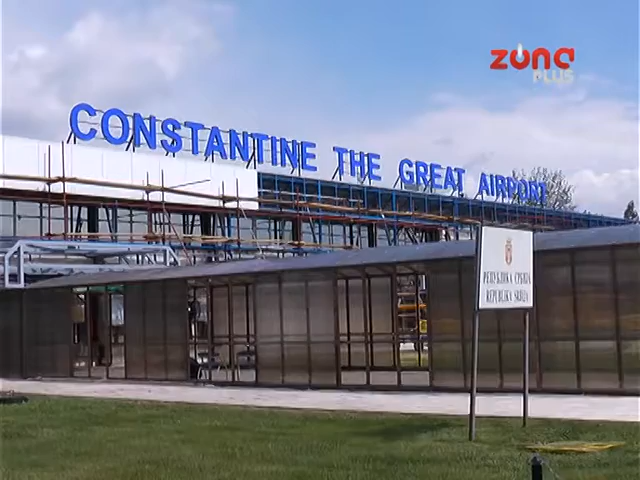 zona
PLUS
CONSTANTINE THE GREAT AIRPORT
РЕПУБЛИКА СРБИЈА
REPUBLIKA SRBIJA